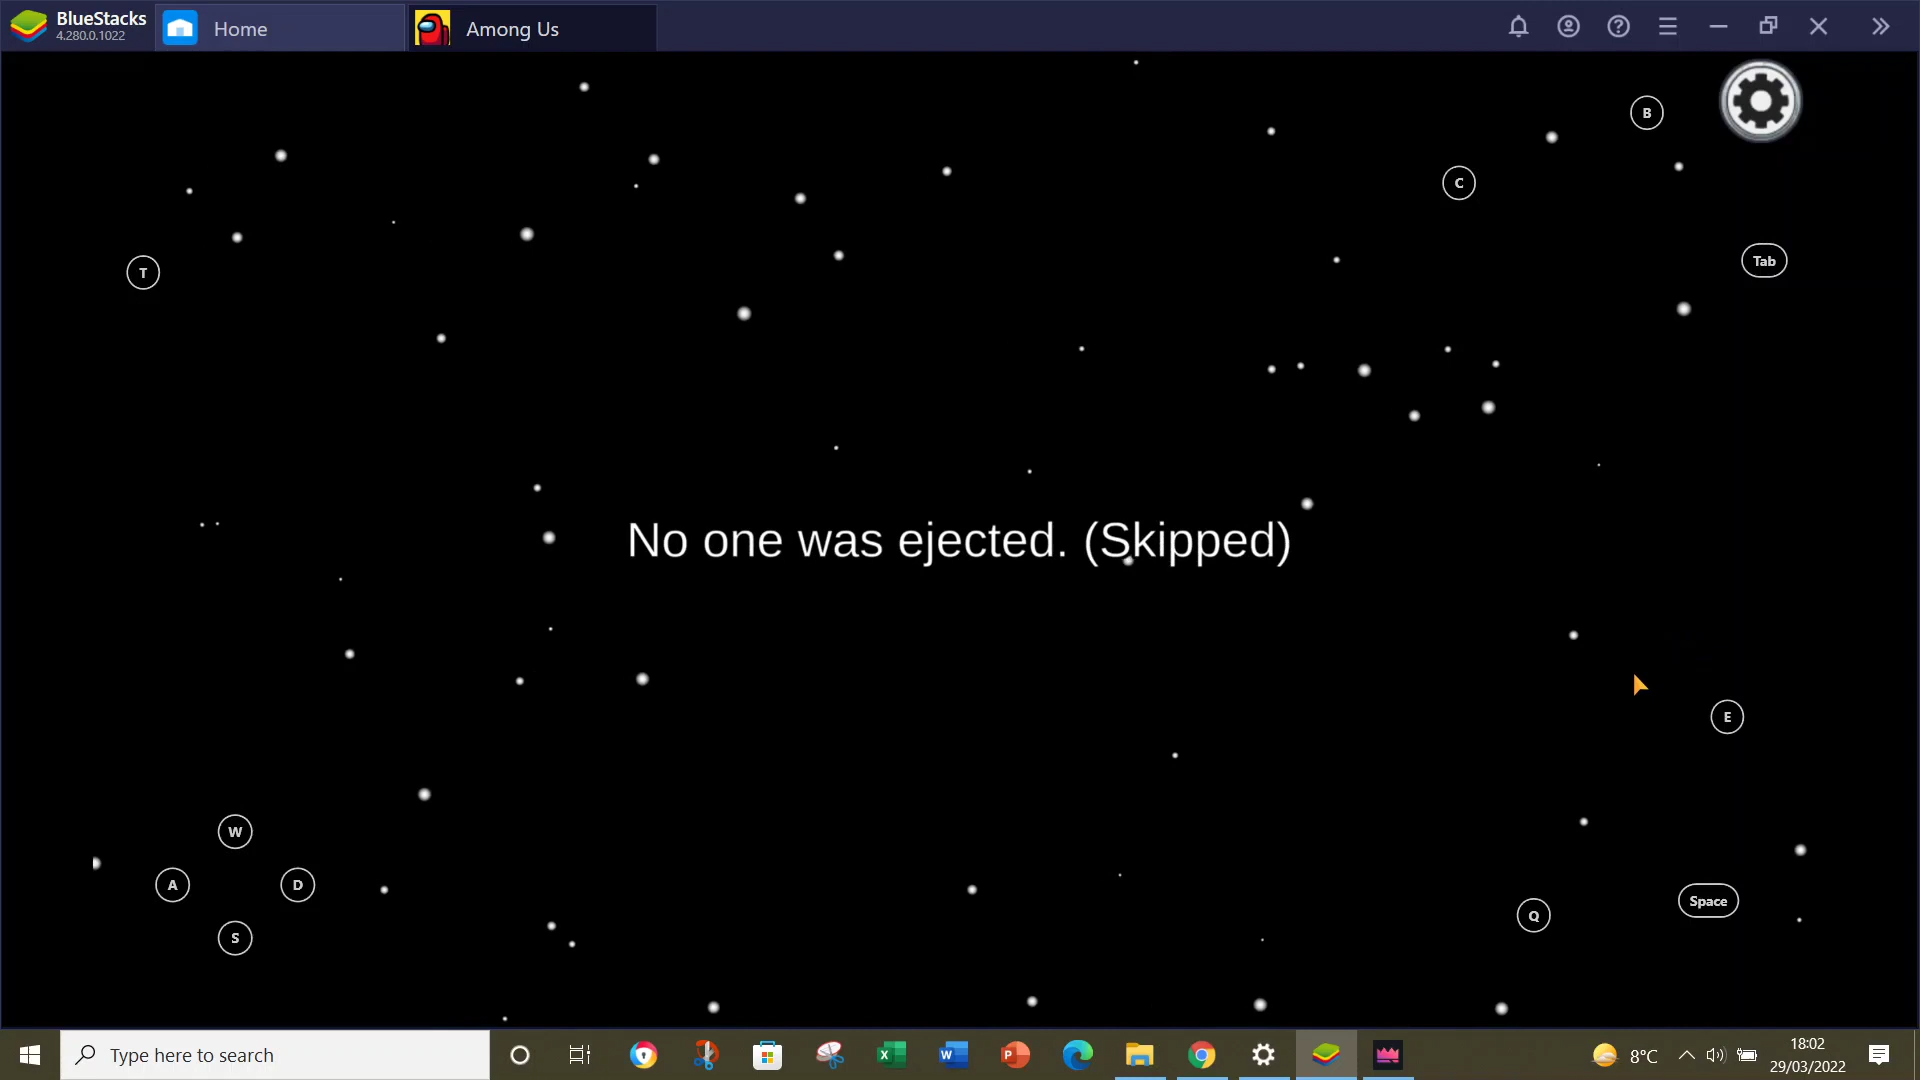 BlueStacks
4.280.0.1022
Home
Among Us
B
C
T
Tab
No one was ejected. (Skipped)
E
W
A
D
S
Q
Space
Type here to search
8°C
18:02
29/03/2022